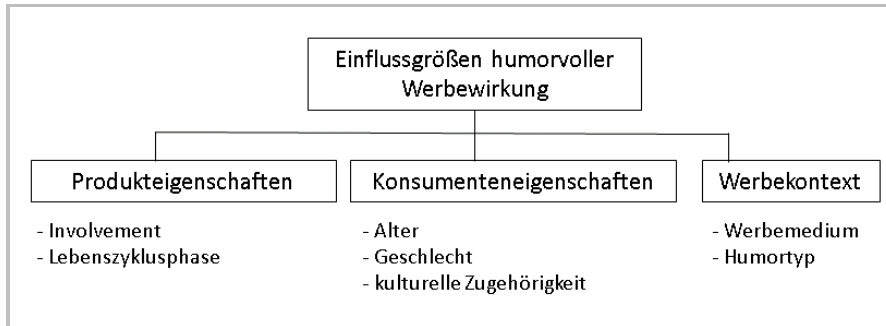 Einflussgrößen humorvoller
Werbewirkung
Produkteigenschaften
- Involvement
- Lebenszyklusphase
Konsumenteneigenschaften
- Alter
- Geschlecht
- kulturelle Zugehörigkeit
Werbekontext
- Werbemedium
- Humortyp